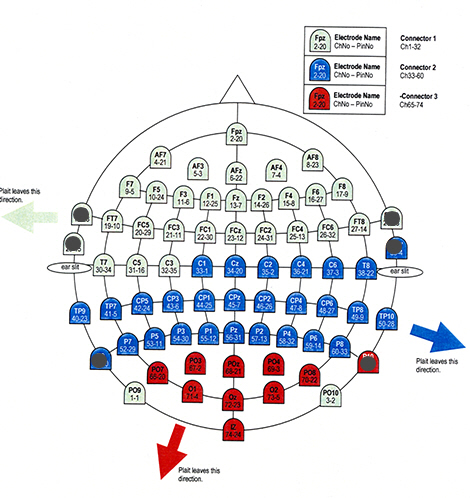 Fpz Electrode Name Connector 1
2-20 ChNo – PinNo Ch1-32
Fpz Electrode Name Connector 2
2-20 ChNo – PinNo Ch33-60
Fpz Electrode Name -Connector 3
2-20 ChNo – PinNo Ch65-74
Fpz
2-20
AF7 AF3 AFz AF4 AF8
4-21 5-3 6-22 7-4 8-23
F7 F5 F3 F1 Fz F2 F4 F6 F8
9-5 10-24 11-6 12-25 13-7 14-26 15-8 16-27 17-9
Plait leaves this
direction.
FT7 FC5 FC3 FC1 FCz FC2 FC4 FC6 FT8
19-10 20-29 21-11 22-30 23-12 24-31 25-13 26-32 27-14
ear slit T7 C5 C3 C1 Cz C2 C4 C6 T8 ear slit
30-34 31-16 32-35 33-1 34-20 35-2 36-21 37-3 38-22
TP9 TP7 CP5 CP3 CP1 CPz CP2 CP4 CP6 TP8 TP10
40-23 41-5 42-24 43-6 44-25 45-7 46-26 47-8 48-27 49-9 50-28
P7 P5 P3 P1 Pz P2 P4 P6 P8
52-29 53-11 54-30 55-12 56-31 57-13 58-32 59-14 60-33
Plait leaves this
direction.
PO7 PO3 PO4 PO8
65-20 68-21 69-3 70-22
PO9 O1 Oz O2 PO10
1-1 71-4 72-23 73-5 3-2
74-24
Plait leaves this
direction.